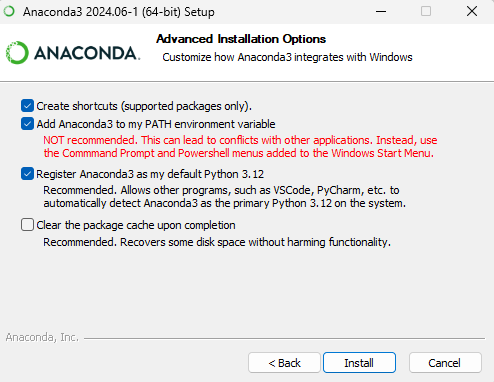 Anaconda3 2024.06-1 (64-bit) Setup
ANACONDA.
Advanced Installation Options
Customize how Anaconda3 integrates with Windows
Create shortcuts (supported packages only).
Add Anaconda3 to my PATH environment variable
NOT recommended. This can lead to conflicts with other applications. Instead, use
the Commmand Prompt and Powershell menus added to the Windows Start Menu.
Register Anaconda3 as my default Python 3.12
Recommended. Allows other programs, such as VSCode, PyCharm, etc. to
automatically detect Anaconda3 as the primary Python 3.12 on the system.
Clear the package cache upon completion
Recommended. Recovers some disk space without harming functionality.
Anaconda, Inc.
< Back
Install
Cancel